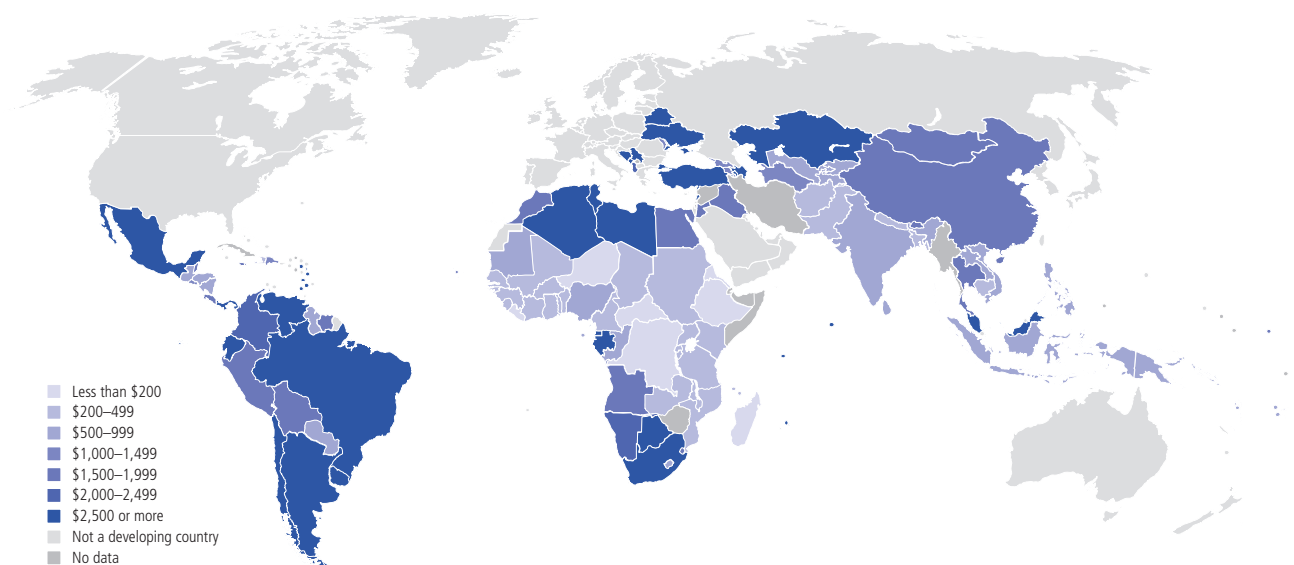 Less than $200
$200–499
$500–999
$1,000–1,499
$1,500–1,999
$2,000–2,499
$2,500 or more
Not a developing country
No data